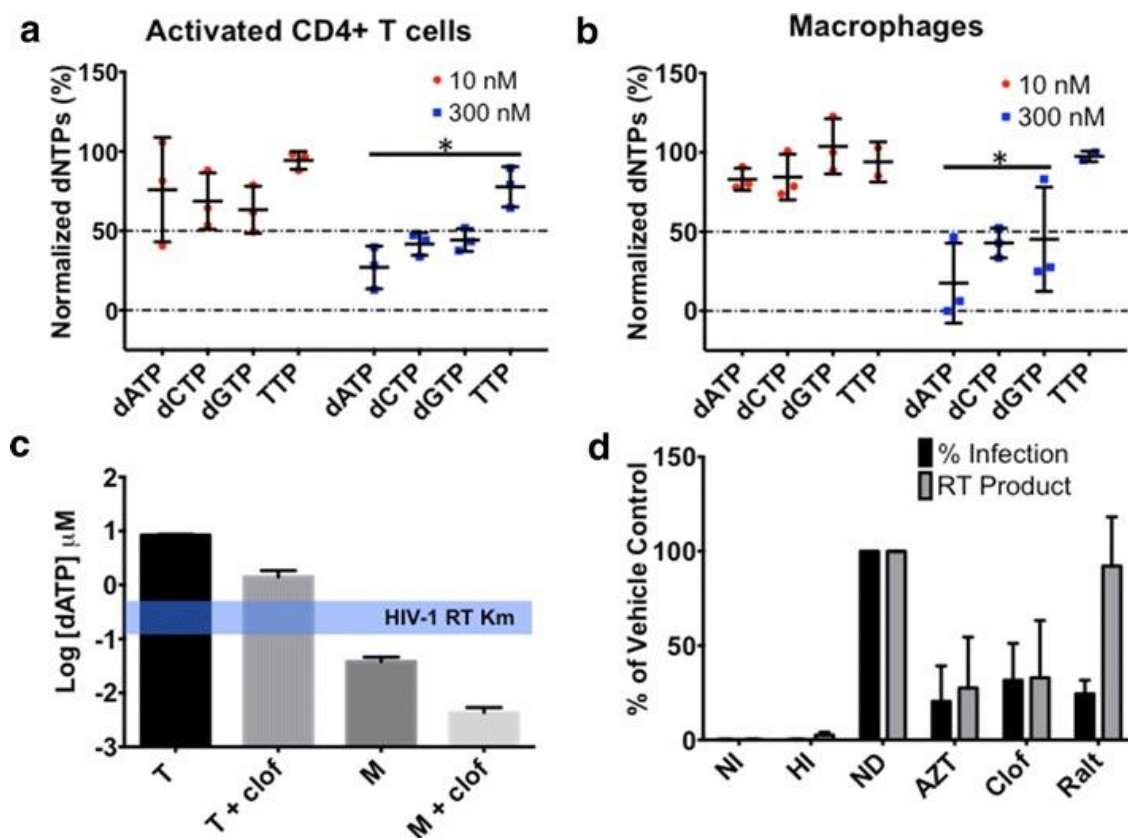 a
Activated CD4+ T cells
Normalized dNTPs (%)
150
100
50
0
10 nM
300 nM
*
dATP
dCTP
dGTP
TTP
dATP
dCTP
dGTP
TTP
b
Macrophages
Normalized dNTPs (%)
150
100
50
0
10 nM
300 nM
*
dATP
dCTP
dGTP
TTP
dATP
dCTP
dGTP
TTP
c
Log [dATP] μM
2
1
0
-1
-2
-3
HIV-1 RT Km
T
T + clof
M
M + clof
d
% of Vehicle Control
150
100
50
0
% Infection
RT Product
NI
HI
ND
AZT
Clof
Ralt